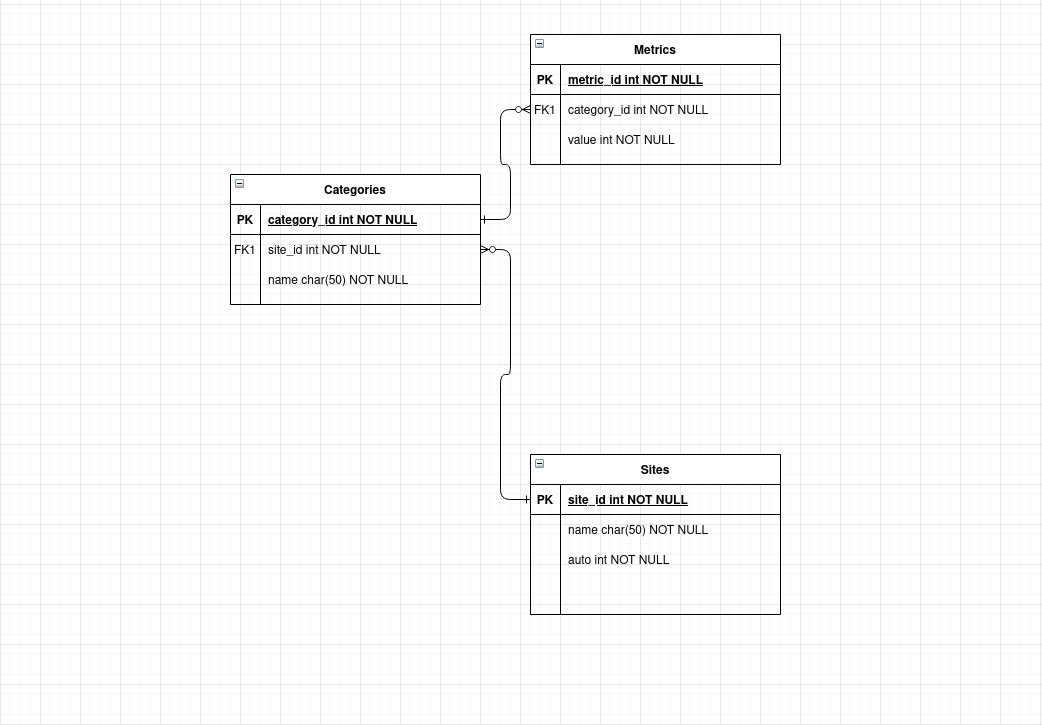 Metrics
PK metric_id int NOT NULL
FK1 category_id int NOT NULL
value int NOT NULL
Categories
PK category_id int NOT NULL
FK1 site_id int NOT NULL
name char(50) NOT NULL
Sites
PK site_id int NOT NULL
name char(50) NOT NULL
auto int NOT NULL